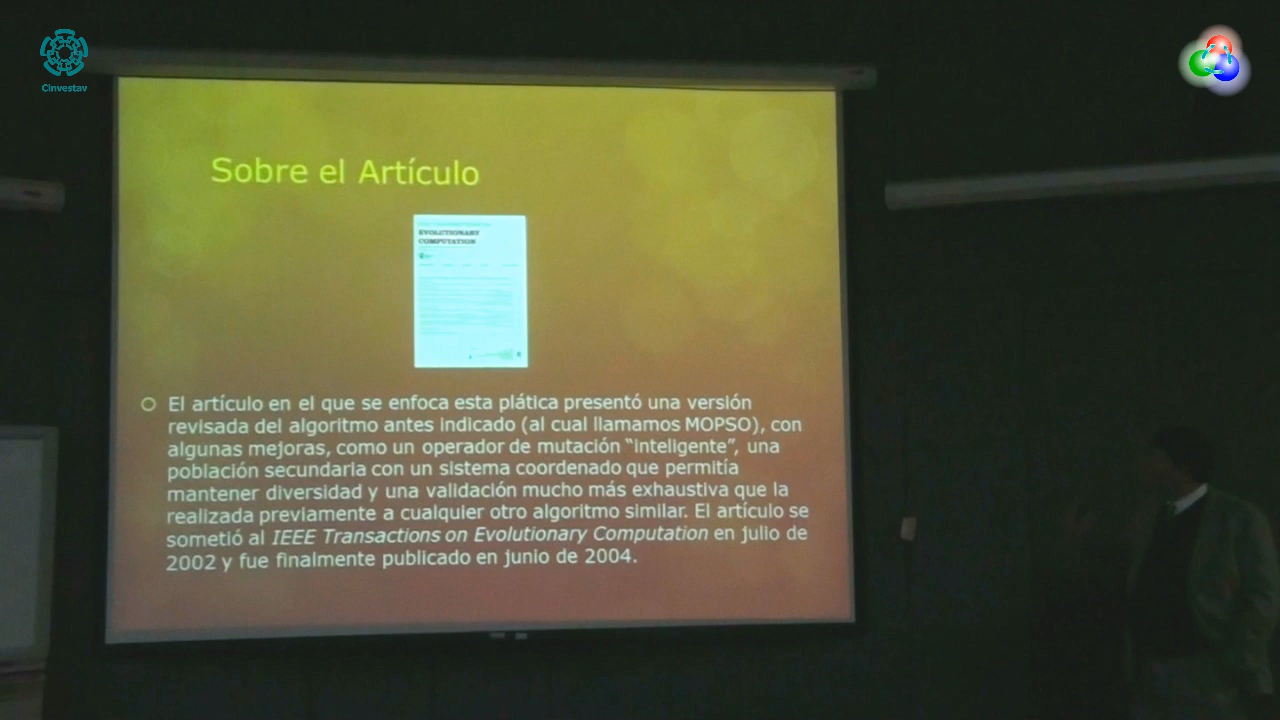 Cinvestav
Sobre el Artículo
EVOLUTIONARY
COMPUTATION
El artículo en el que se enfoca esta plática presentó una versión
revisada del algoritmo antes indicado (al cual llamamos MOPSO), con
algunas mejoras, como un operador de mutación “inteligente”, una
población secundaria con un sistema coordenado que permitía
mantener diversidad y una validación mucho más exhaustiva que la
realizada previamente a cualquier otro algoritmo similar. El artículo se
sometió al IEEE Transactions on Evolutionary Computation en julio de
2002 y fue finalmente publicado en junio de 2004.